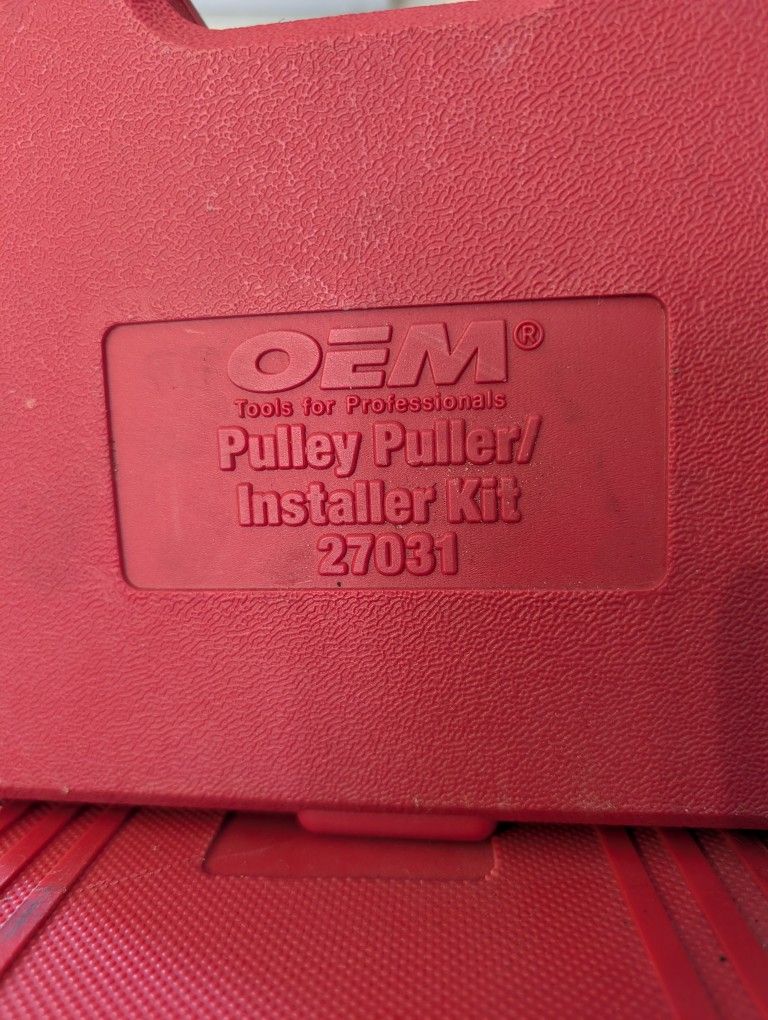 OEM®
Tools for Professionals
Pulley Puller/
Installer Kit
27031